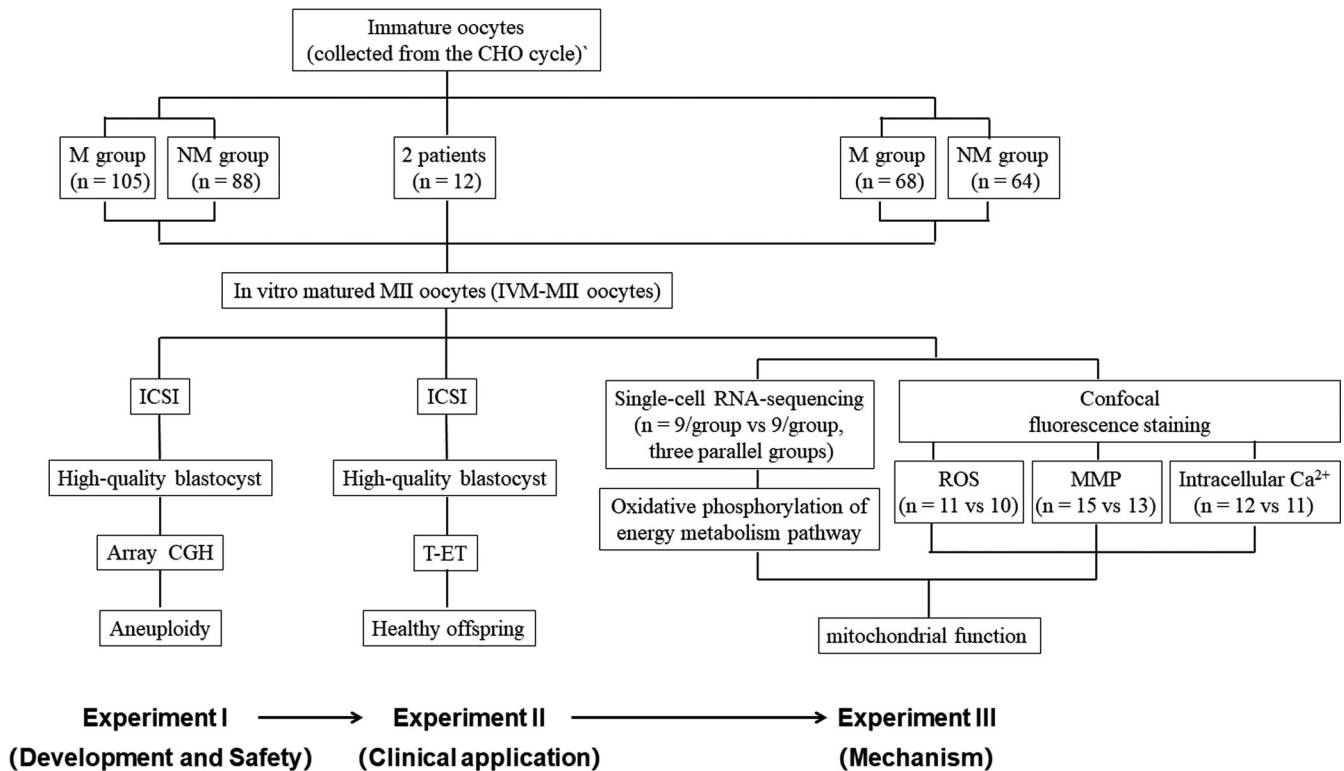 Immature oocytes
(collected from the CHO cycle)`
M group
(n = 105)
NM group
(n = 88)
2 patients
(n = 12)
M group
(n = 68)
NM group
(n = 64)
In vitro matured MII oocytes (IVM-MII oocytes)
ICSI
High-quality blastocyst
Array CGH
Aneuploidy
ICSI
High-quality blastocyst
T-ET
Healthy offspring
Single-cell RNA-sequencing
(n = 9/group vs 9/group,
three parallel groups)
Oxidative phosphorylation of
energy metabolism pathway
Confocal
fluorescence staining
ROS
(n = 11 vs 10)
MMP
(n = 15 vs 13)
Intracellular Ca²⁺
(n = 12 vs 11)
mitochondrial function
Experiment I
(Development and Safety)
Experiment II
(Clinical application)
Experiment III
(Mechanism)